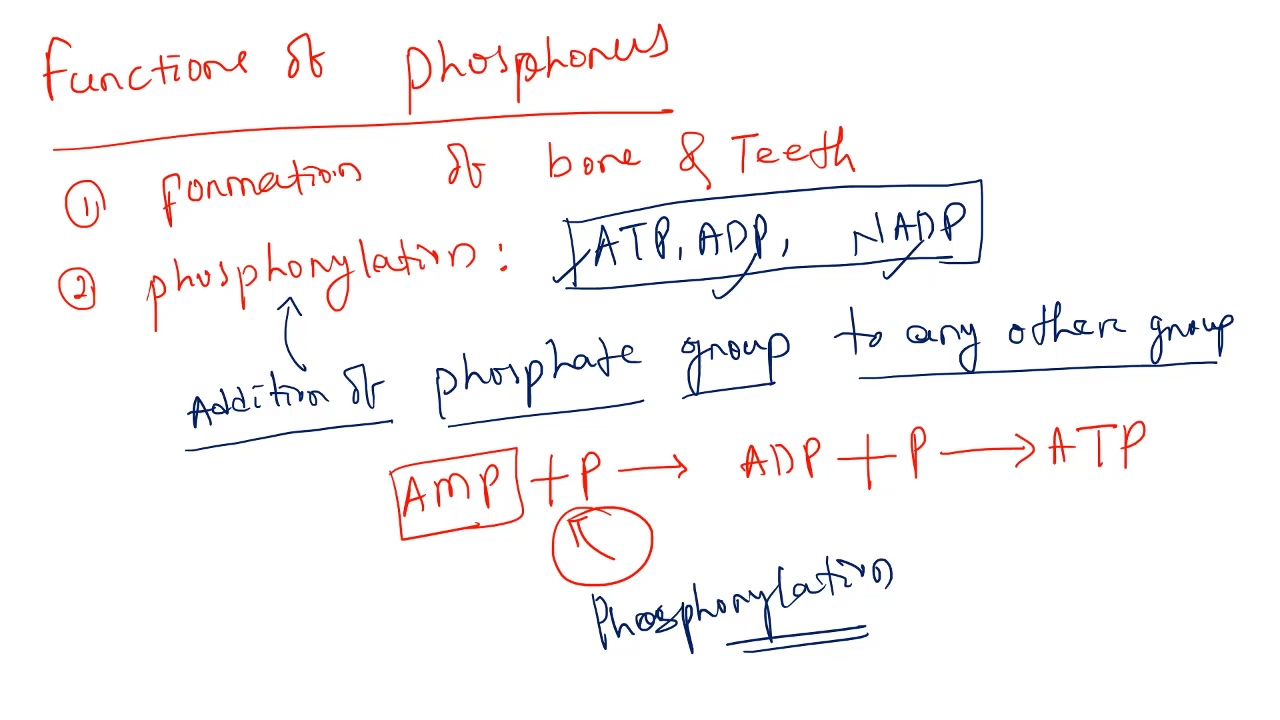 Functions of phosphorus
① formation of bone & Teeth
② phosphorylation : ATP, ADP, NADP
Addition of phosphate group to any other group
AMP + P → ADP + P → ATP
Phosphorylation